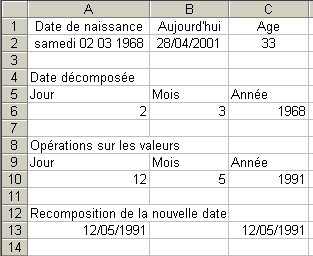 A B C
1 Date de naissance Aujourd'hui Age
2 samedi 02 03 1968 28/04/2001 33
3
4 Date décomposée
5 Jour Mois Année
6 2 3 1968
7
8 Opérations sur les valeurs
9 Jour Mois Année
10 12 5 1991
11
12 Recomposition de la nouvelle date
13 12/05/1991 12/05/1991
14